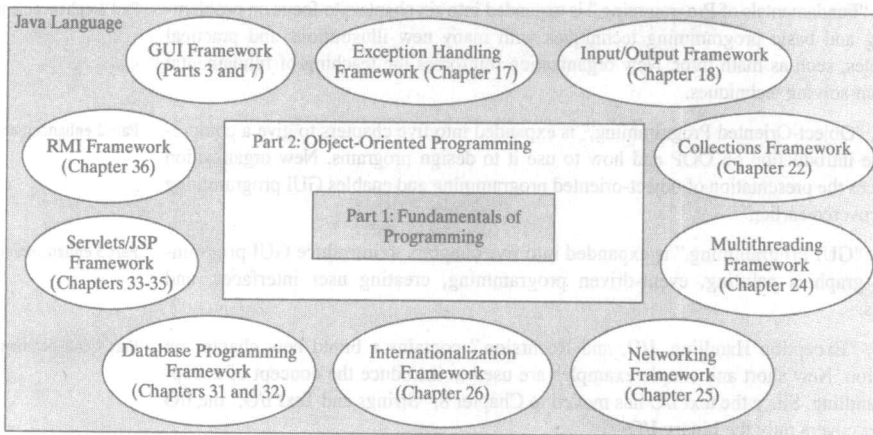 Java Language
GUI Framework
(Parts 3 and 7)
Exception Handling
Framework (Chapter 17)
Input/Output Framework
(Chapter 18)
RMI Framework
(Chapter 36)
Part 2: Object-Oriented Programming
Collections Framework
(Chapter 22)
Part 1: Fundamentals of
Programming
Servlets/JSP
Framework
(Chapters 33-35)
Multithreading
Framework
(Chapter 24)
Database Programming
Framework
(Chapters 31 and 32)
Internationalization
Framework
(Chapter 26)
Networking
Framework
(Chapter 25)